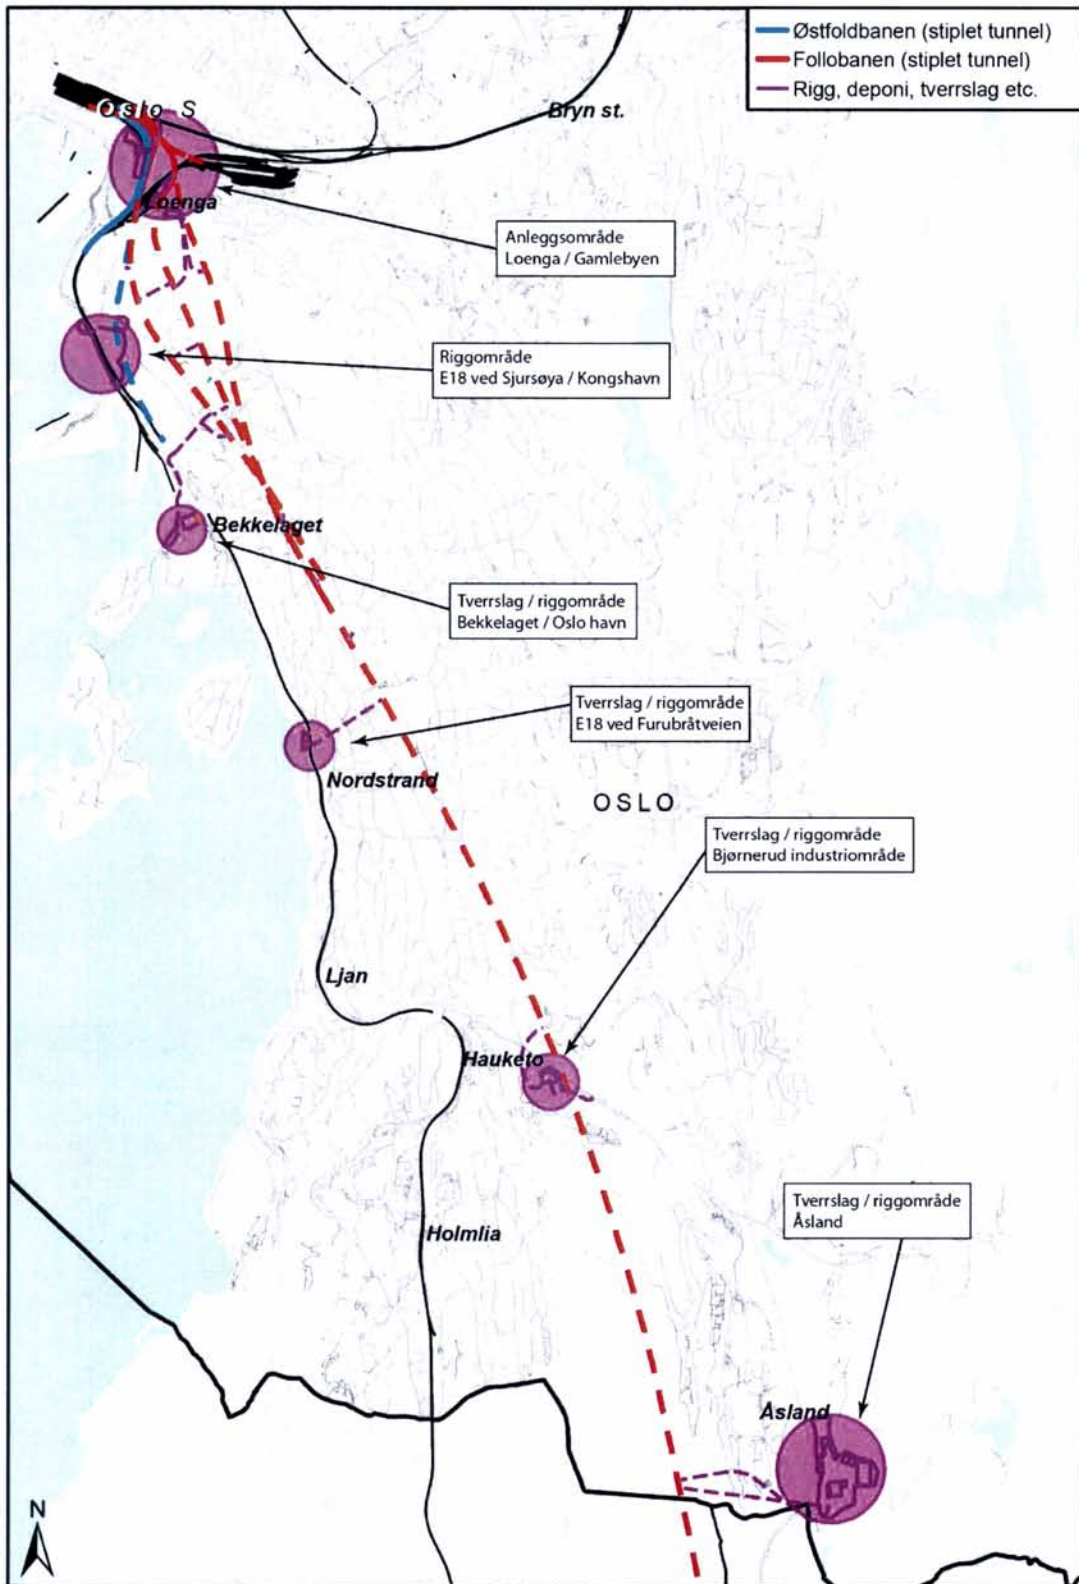 Østfoldbanen (stiplet tunnel)
Follobanen (stiplet tunnel)
Rigg, deponi, tverrslag etc.
Oslo S
Bryn st.
Loenga
Anleggsområde
Loenga / Gamlebyen
Riggområde
E18 ved Sjursøya / Kongshavn
Bekkelaget
Tverrslag / riggområde
Bekkelaget / Oslo havn
Tverrslag / riggområde
E18 ved Furubråtveien
Nordstrand
OSLO
Tverrslag / riggområde
Bjørnerud industriområde
Ljan
Hauketo
Tverrslag / riggområde
Åsland
Holmlia
Åsland
N